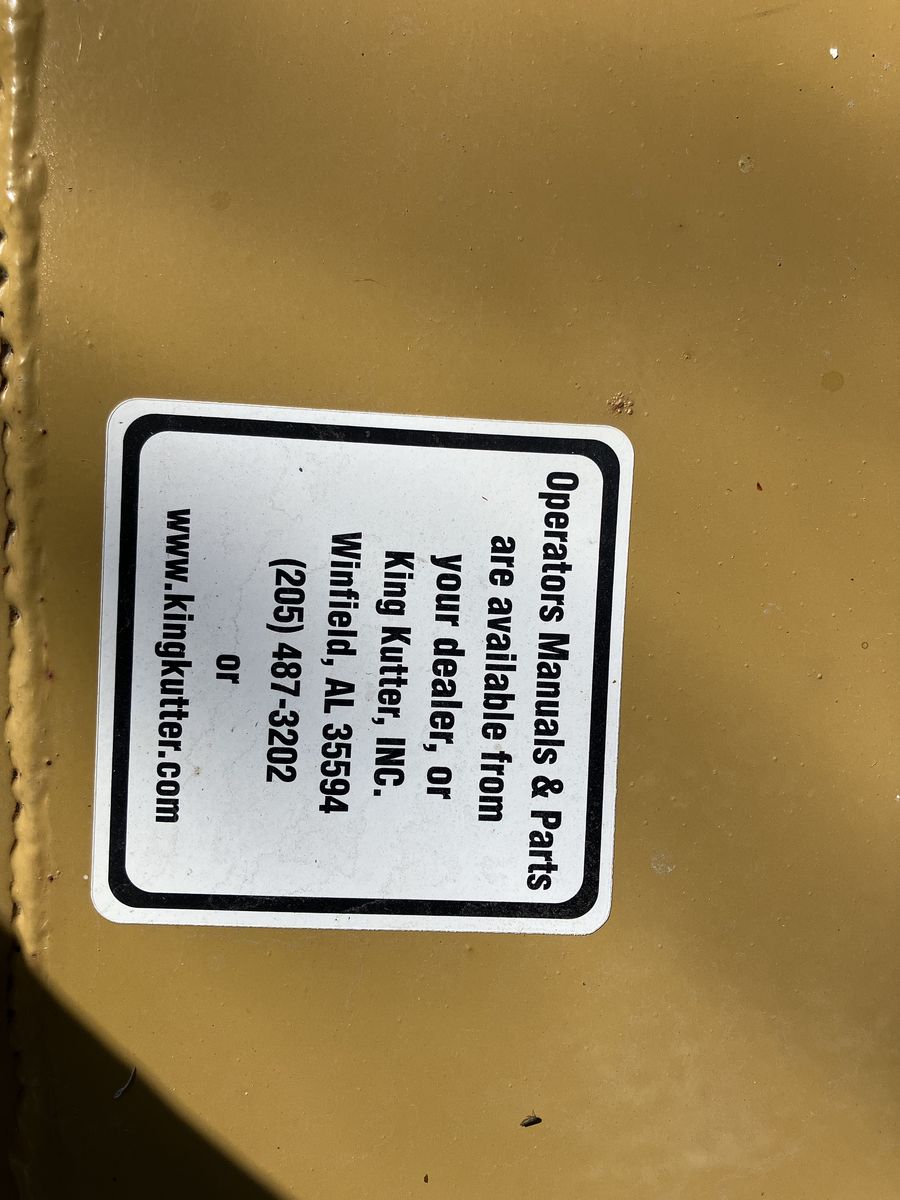 Operators Manuals & Parts
are available from
your dealer, or
King Kutter, INC.
Winfield, AL 35594
(205) 487-3202
or
www.kingkutter.com